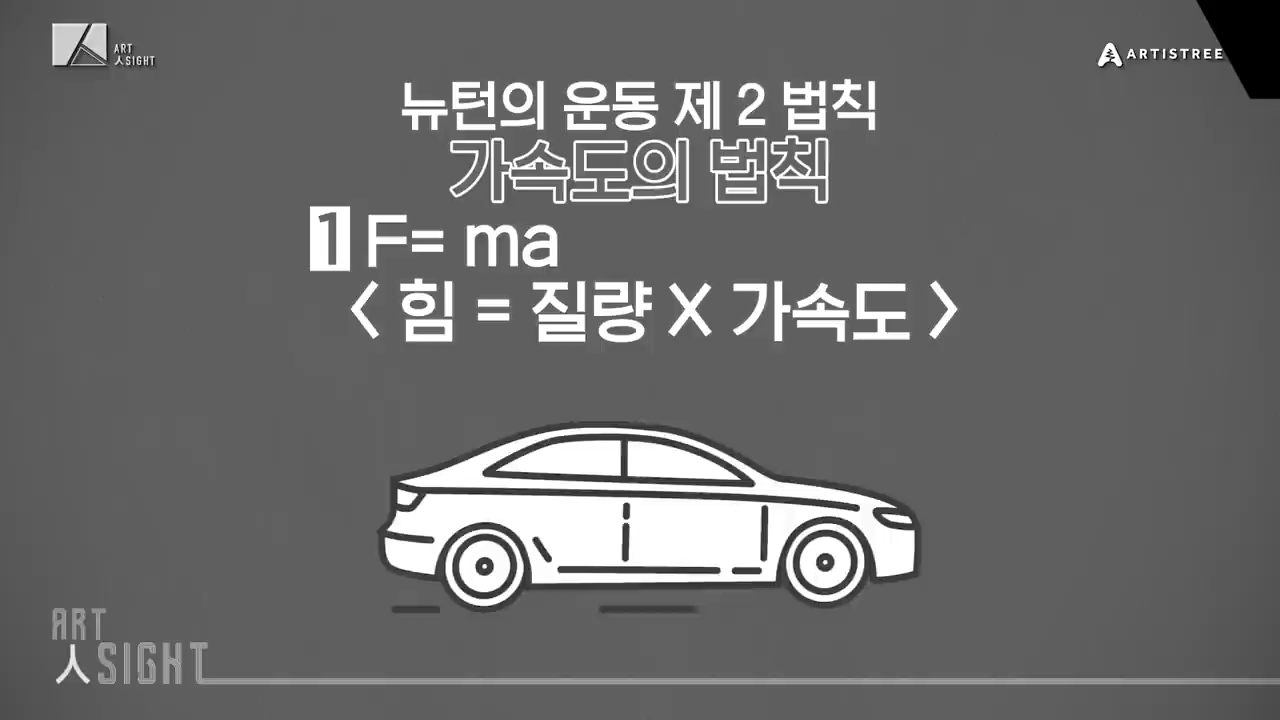 ART
人SIGHT
ARTISTREE
뉴턴의 운동 제 2 법칙
가속도의 법칙
1 F= ma
< 힘 = 질량 X 가속도 >
ART
人SIGHT